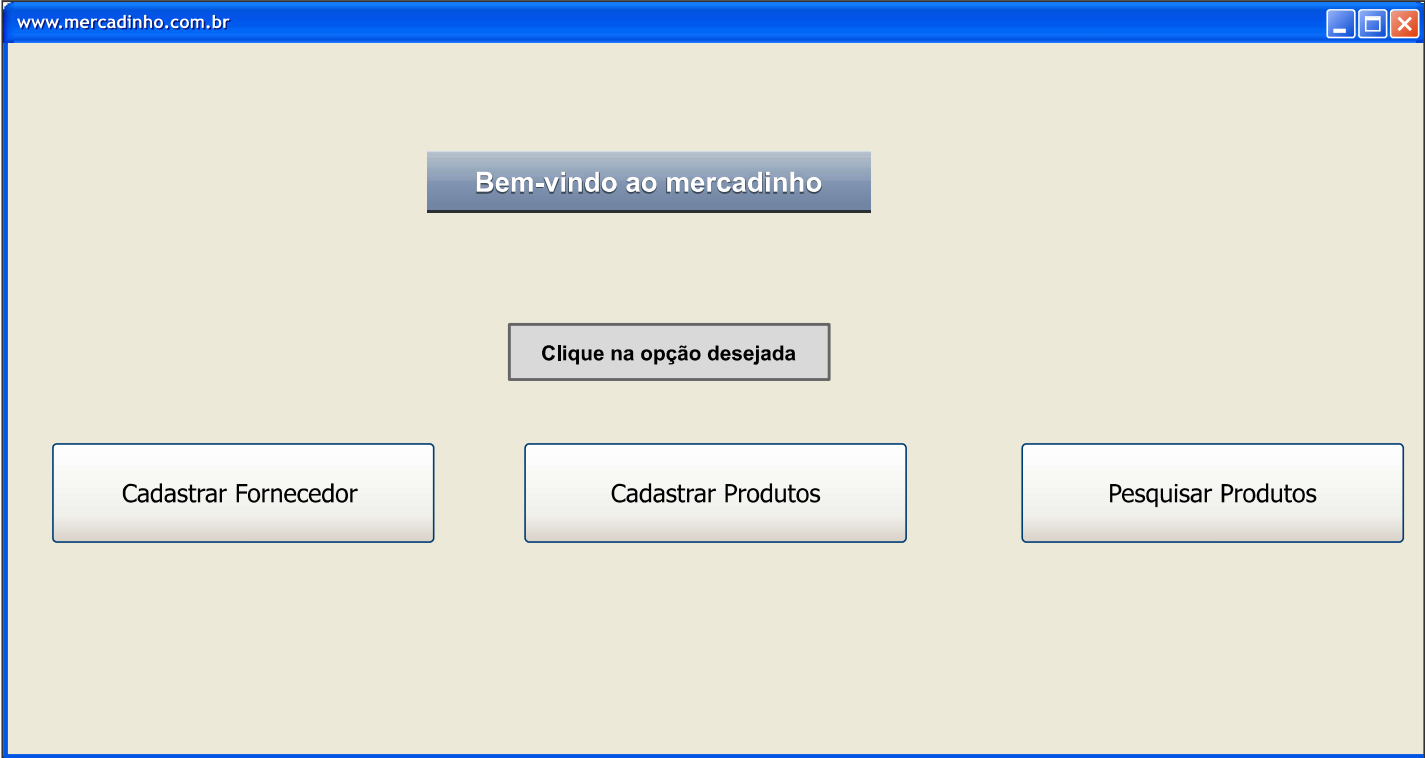 www.mercadinho.com.br
Bem-vindo ao mercadinho
Clique na opção desejada
Cadastrar Fornecedor
Cadastrar Produtos
Pesquisar Produtos